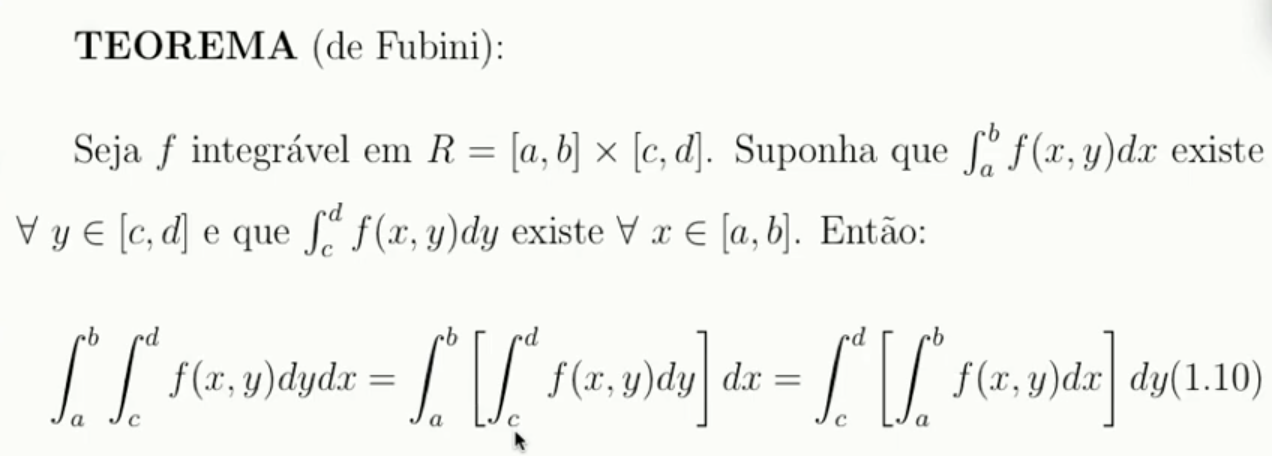 TEOREMA (de Fubini):
Seja f integrável em R = [a, b] × [c, d]. Suponha que ∫_a^b f(x, y)dx existe
∀ y ∈ [c, d] e que ∫_c^d f(x, y)dy existe ∀ x ∈ [a, b]. Então:
∫_a^b ∫_c^d f(x, y)dydx = ∫_a^b [∫_c^d f(x, y)dy] dx = ∫_c^d [∫_a^b f(x, y)dx] dy(1.10)